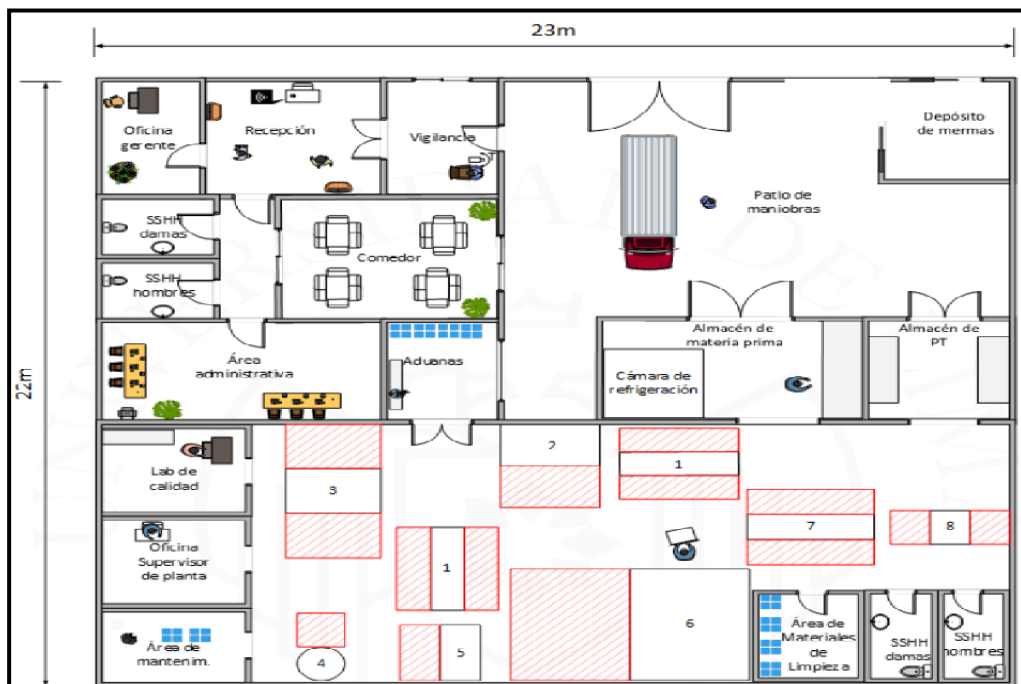 23m
22m
Oficina
gerente
Recepción
Vigilancia
Depósito
de mermas
Patio de
maniobras
SSHH
damas
Comedor
SSHH
hombres
Área
administrativa
Aduanas
Almacén de
materia prima
Almacén de
PT
Cámara de
refrigeración
Lab de
calidad
3
2
1
7
8
Oficina
Supervisor
de planta
1
6
Área de
mantenim.
4
5
Área de
Materiales
de
Limpieza
SSHH
damas
SSHH
hombres